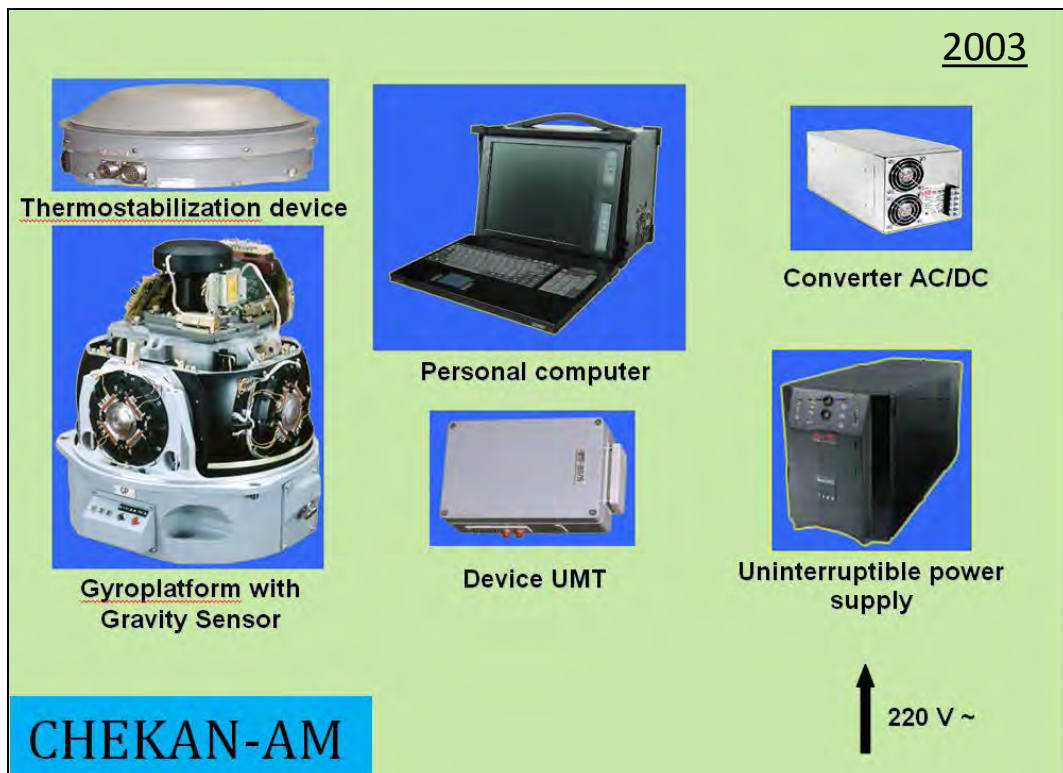 2003
Thermostabilization device
Personal computer
Converter AC/DC
Gyroplatform with
Gravity Sensor
Device UMT
Uninterruptible power
supply
220 V ~
CHEKAN-AM